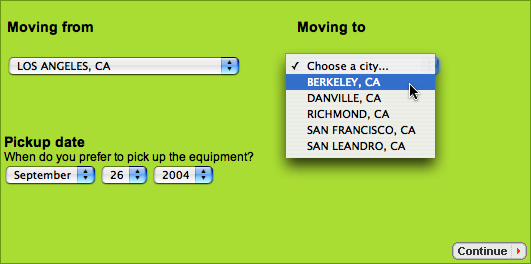 Moving from
LOS ANGELES, CA
Moving to
✓ Choose a city...
BERKELEY, CA
DANVILLE, CA
RICHMOND, CA
SAN FRANCISCO, CA
SAN LEANDRO, CA
Pickup date
When do you prefer to pick up the equipment?
September 26 2004
Continue